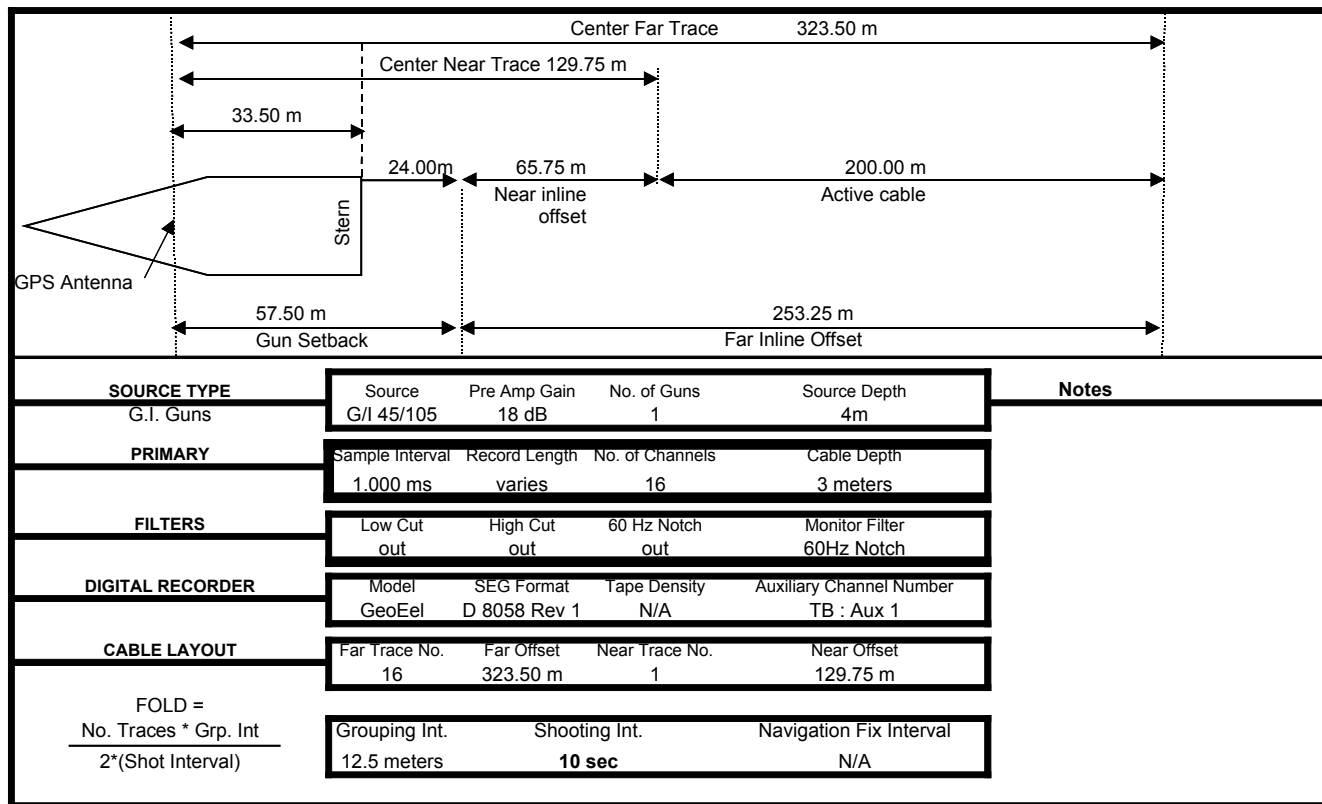 Center Far Trace 323.50 m
Center Near Trace 129.75 m
33.50 m
24.00m 65.75 m 200.00 m
Near inline Active cable
offset
Stern
GPS Antenna
57.50 m 253.25 m
Gun Setback Far Inline Offset
SOURCE TYPE Source Pre Amp Gain No. of Guns Source Depth Notes
G.I. Guns G/I 45/105 18 dB 1 4m
PRIMARY Sample Interval Record Length No. of Channels Cable Depth
1.000 ms varies 16 3 meters
FILTERS Low Cut High Cut 60 Hz Notch Monitor Filter
out out out 60Hz Notch
DIGITAL RECORDER Model SEG Format Tape Density Auxiliary Channel Number
GeoEel D 8058 Rev 1 N/A TB : Aux 1
CABLE LAYOUT Far Trace No. Far Offset Near Trace No. Near Offset
16 323.50 m 1 129.75 m
FOLD =
No. Traces * Grp. Int Grouping Int. Shooting Int. Navigation Fix Interval
2*(Shot Interval) 12.5 meters 10 sec N/A